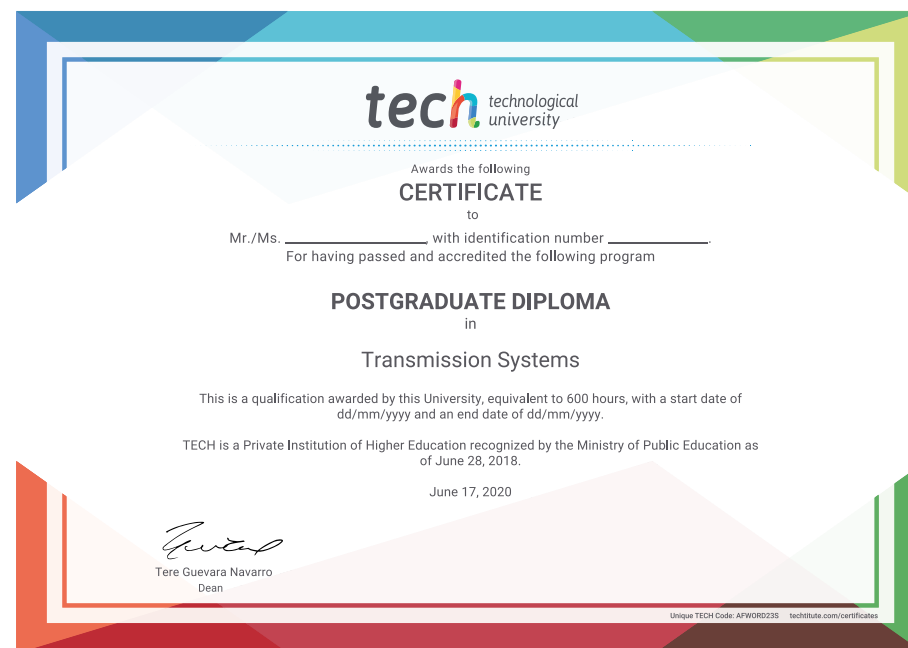 tech technological
university
Awards the following
CERTIFICATE
to
Mr./Ms. ____________________, with identification number ______________.
For having passed and accredited the following program
POSTGRADUATE DIPLOMA
in
Transmission Systems
This is a qualification awarded by this University, equivalent to 600 hours, with a start date of
dd/mm/yyyy and an end date of dd/mm/yyyy.
TECH is a Private Institution of Higher Education recognized by the Ministry of Public Education as
of June 28, 2018.
June 17, 2020
Tere Guevara Navarro
Dean
Unique TECH Code: AFWORD23S techtitute.com/certificates